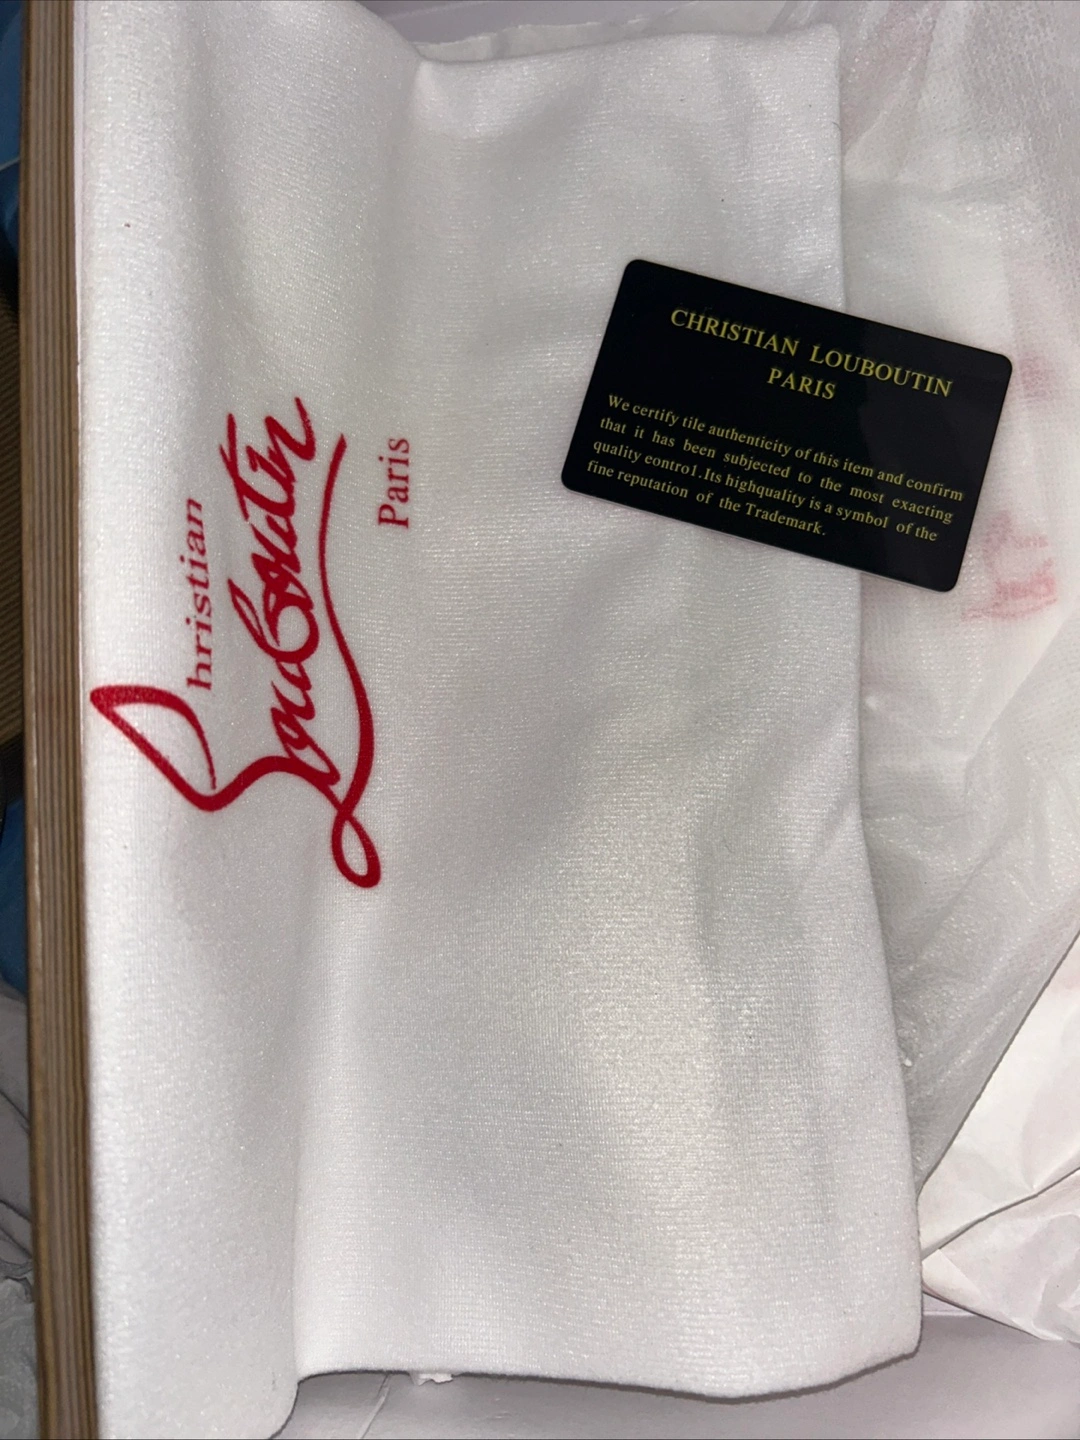 Christian
Louboutin
Paris
CHRISTIAN LOUBOUTIN
PARIS
We certify tile authenticity of this item and confirm
that it has been subjected to the most exacting
quality eontrol.Its highquality is a symbol of the
fine reputation of the Trademark.